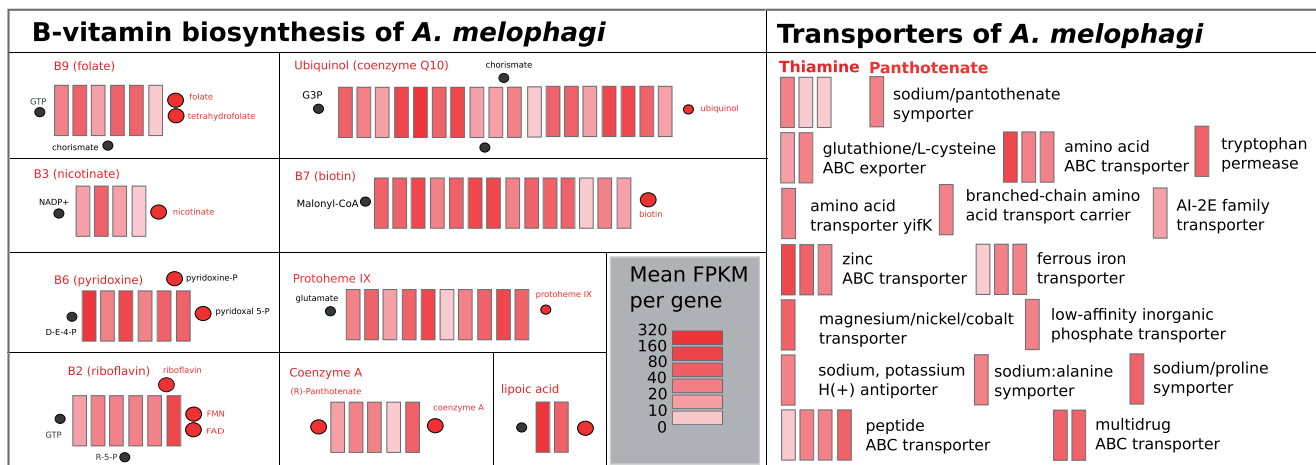 B-vitamin biosynthesis of A. melophagi
B9 (folate)
GTP
folate
tetrahydrofolate
chorismate
Ubiquinol (coenzyme Q10)
chorismate
G3P
ubiquinol
B3 (nicotinate)
NADP+
nicotinate
B7 (biotin)
Malonyl-CoA
biotin
B6 (pyridoxine)
pyridoxine-P
pyridoxal 5-P
D-E-4-P
Protoheme IX
glutamate
protoheme IX
B2 (riboflavin)
riboflavin
FMN
FAD
GTP
R-5-P
Coenzyme A
(R)-Panthotenate
coenzyme A
lipoic acid
Mean FPKM
per gene
320
160
80
40
20
10
0
Transporters of A. melophagi
Thiamine
Panthotenate
sodium/pantothenate
symporter
glutathione/L-cysteine
ABC exporter
amino acid
ABC transporter
tryptophan
permease
amino acid
transporter yifK
branched-chain amino
acid transport carrier
AI-2E family
transporter
zinc
ABC transporter
ferrous iron
transporter
magnesium/nickel/cobalt
transporter
low-affinity inorganic
phosphate transporter
sodium, potassium
H(+) antiporter
sodium:alanine
symporter
sodium/proline
symporter
peptide
ABC transporter
multidrug
ABC transporter